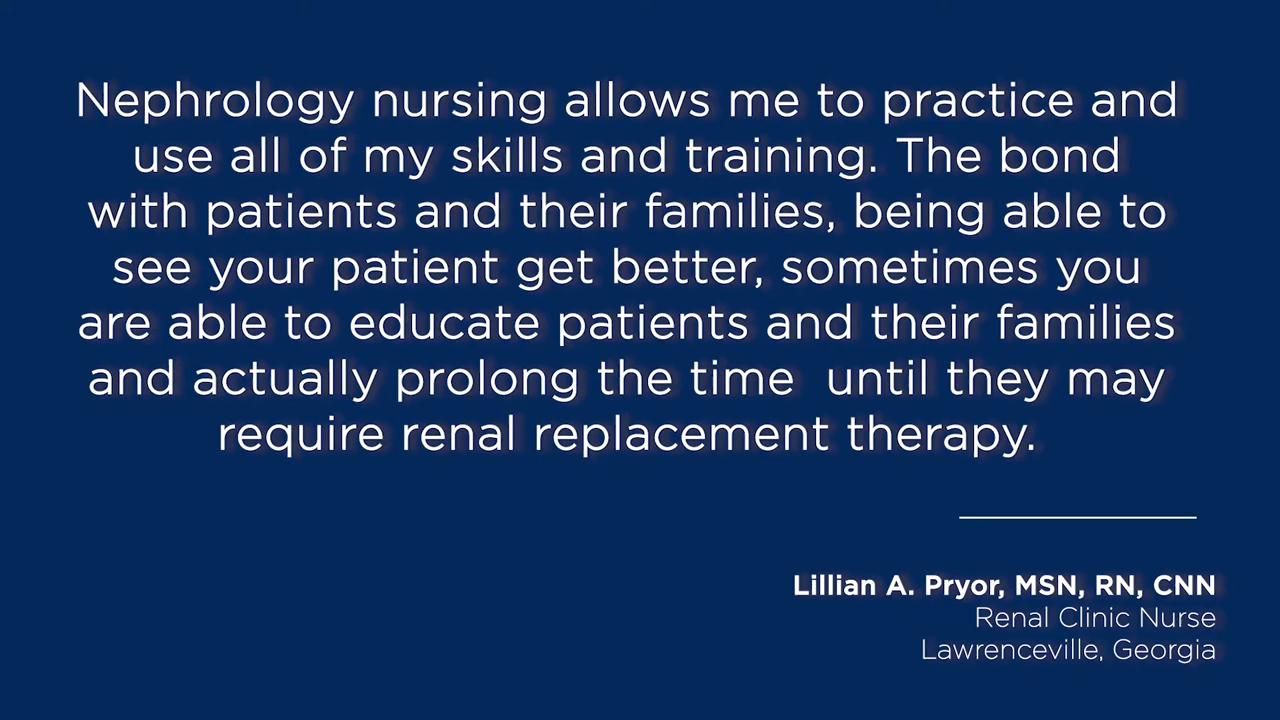 Nephrology nursing allows me to practice and
use all of my skills and training. The bond
with patients and their families, being able to
see your patient get better, sometimes you
are able to educate patients and their families
and actually prolong the time  until they may
require renal replacement therapy.
Lillian A. Pryor, MSN, RN, CNN
Renal Clinic Nurse
Lawrenceville, Georgia